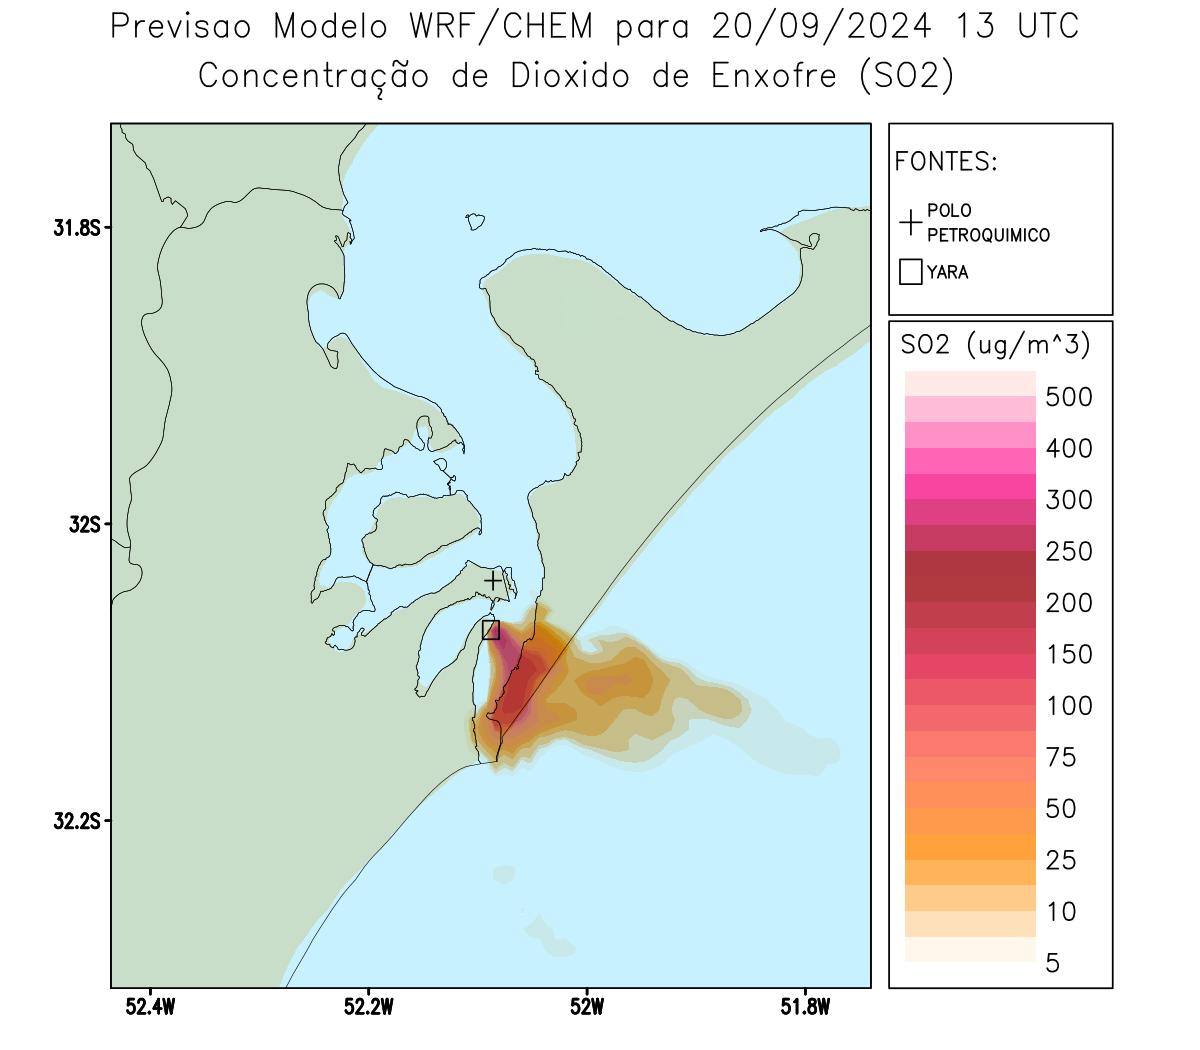 Previsao Modelo WRF/CHEM para 20/09/2024 13 UTC
Concentração de Dioxido de Enxofre (SO2)
FONTES:
POLO
PETROQUIMICO
YARA
31.8S
32S
32.2S
52.4W
52.2W
52W
51.8W
SO2 (ug/m^3)
500
400
300
250
200
150
100
75
50
25
10
5